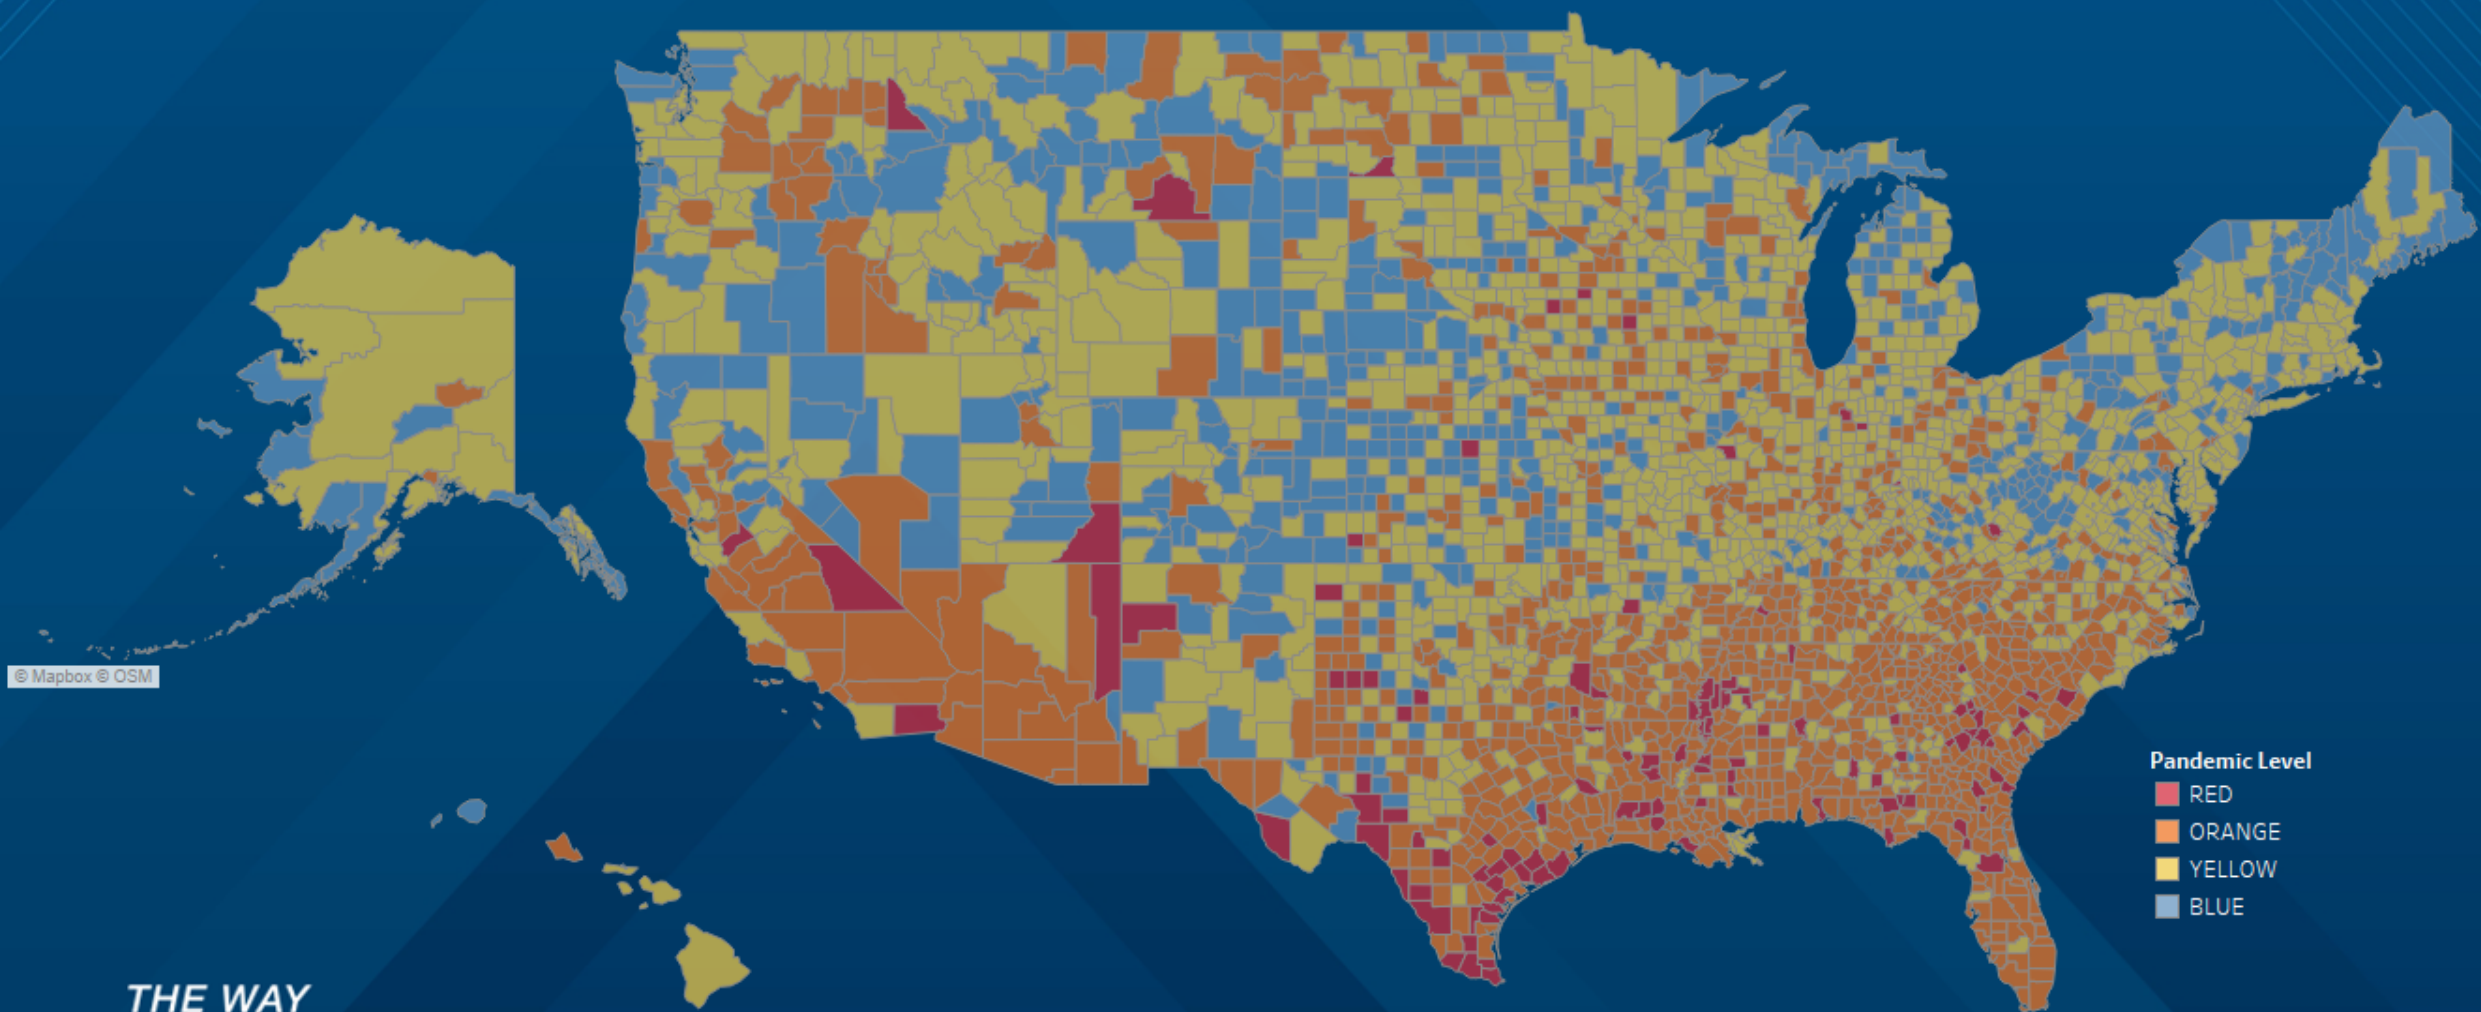 © Mapbox © OSM
Pandemic Level
RED
ORANGE
YELLOW
BLUE
THE WAY